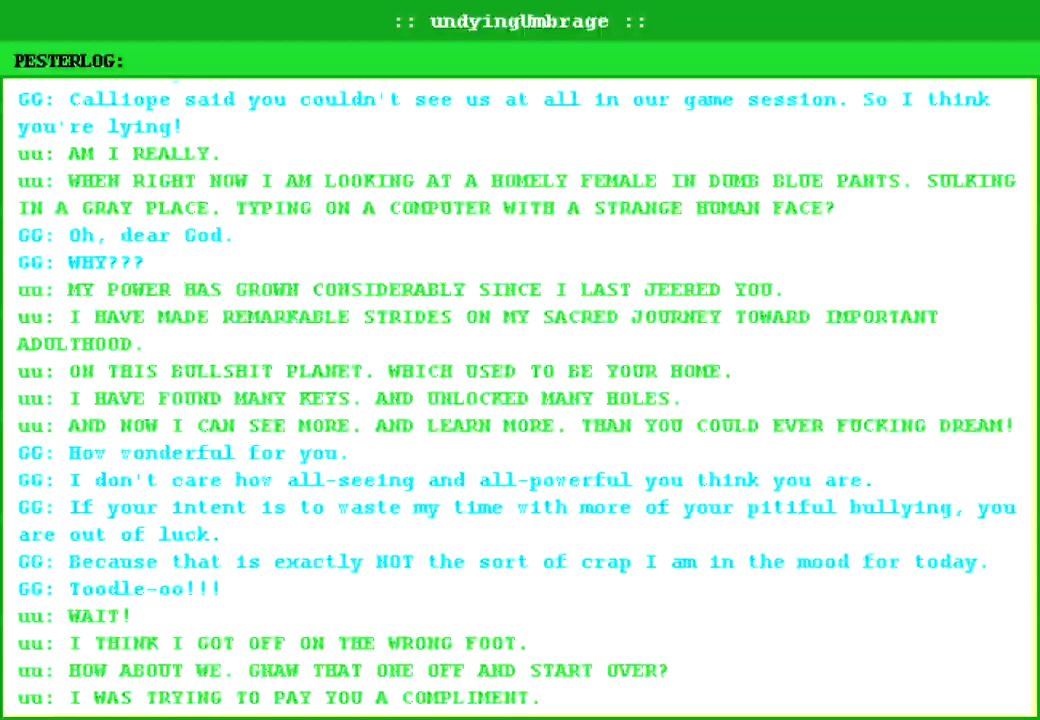 :: undyingUmbrage ::
PESTERLOG:
GG: Calliope said you couldn't see us at all in our game session. So I think
you're lying!
uu: AM I REALLY.
uu: WHEN RIGHT NOW I AM LOOKING AT A HOMELY FEMALE IN DUMB BLUE PANTS. SULKING
IN A GRAY PLACE. TYPING ON A COMPUTER WITH A STRANGE HUMAN FACE?
GG: Oh, dear God.
GG: WHY???
uu: MY POWER HAS GROWN CONSIDERABLY SINCE I LAST JEERED YOU.
uu: I HAVE MADE REMARKABLE STRIDES ON MY SACRED JOURNEY TOWARD IMPORTANT
ADULTHOOD.
uu: ON THIS BULLSHIT PLANET. WHICH USED TO BE YOUR HOME.
uu: I HAVE FOUND MANY KEYS. AND UNLOCKED MANY HOLES.
uu: AND NOW I CAN SEE MORE. AND LEARN MORE. THAN YOU COULD EVER FUCKING DREAM!
GG: How wonderful for you.
GG: I don't care how all-seeing and all-powerful you think you are.
GG: If your intent is to waste my time with more of your pitiful bullying, you
are out of luck.
GG: Because that is exactly NOT the sort of crap I am in the mood for today.
GG: Toodle-oo!!!
uu: WAIT!
uu: I THINK I GOT OFF ON THE WRONG FOOT.
uu: HOW ABOUT WE. GNAW THAT ONE OFF AND START OVER?
uu: I WAS TRYING TO PAY YOU A COMPLIMENT.